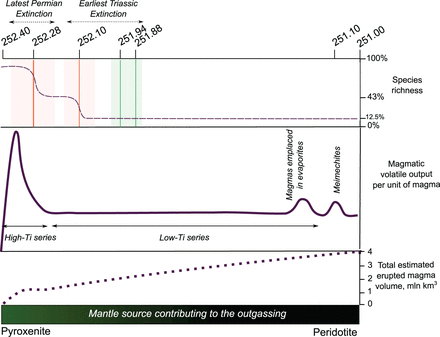 Latest Permian
Extinction
Earliest Triassic
Extinction
252.40
252.28
252.10
251.94
251.88
251.10
251.00
100%
Species
richness
43%
12.5%
0%
Magmas emplaced
in evaporites
Meimechites
Magmatic
volatile output
per unit of magma
High-Ti series
Low-Ti series
4
3
2
1
0
Total estimated
erupted magma
volume, mln km³
Mantle source contributing to the outgassing
Pyroxenite
Peridotite